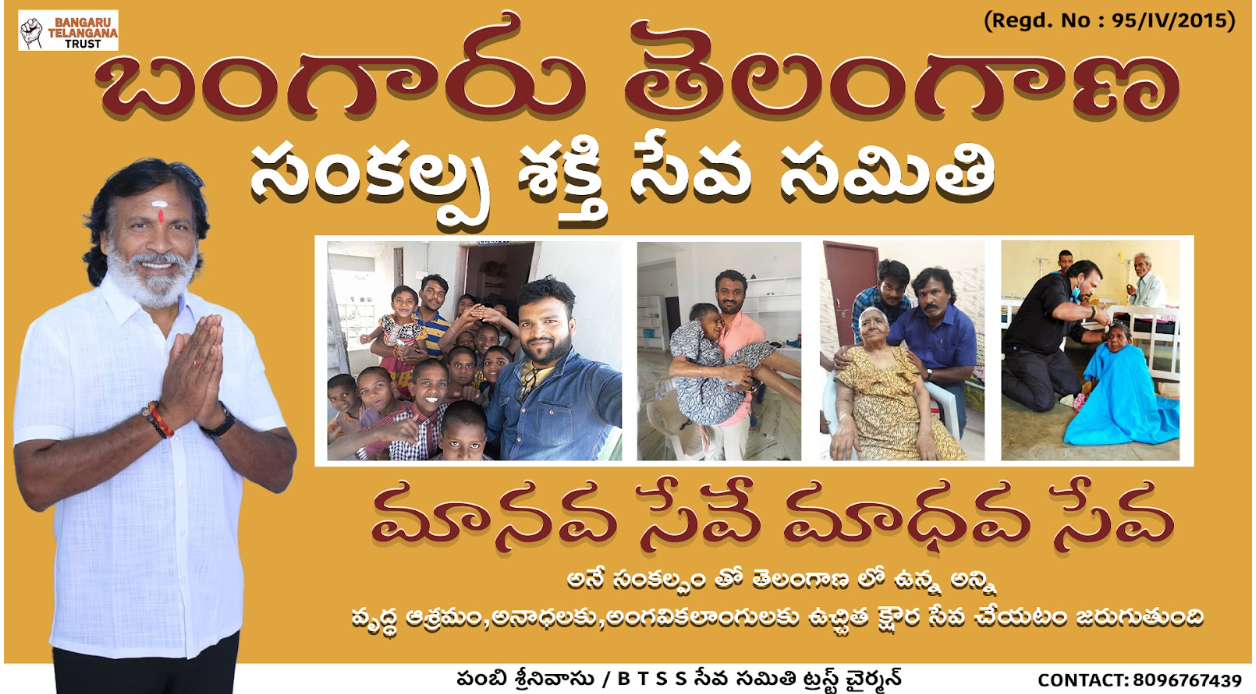 BANGARU
TELANGANA
TRUST
(Regd. No : 95/IV/2015)
బంగారు తెలంగాణ
సంకల్ప శక్తి సేవ సమితి
మానవ సేవే మాధవ సేవ
అనే సంకల్పం తో తెలంగాణ లో ఉన్న అన్ని
వృద్ధ ఆశ్రమం,అనాధలకు,అంగవికలాంగులకు ఉచ్చిత క్షౌర సేవ చేయటం జరుగుతుంది
పంబి శ్రీనివాసు / B T S S సేవ సమితి ట్రస్ట్ చైర్మన్
CONTACT: 8096767439